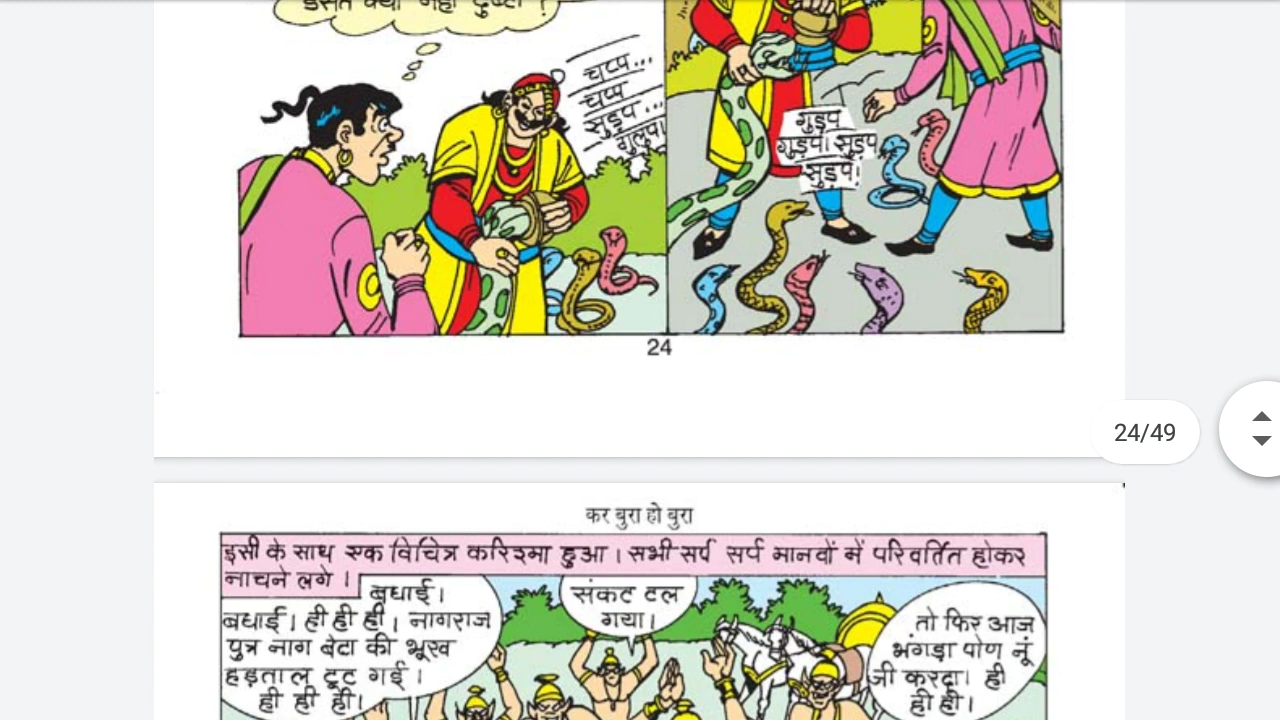 चप्प...
चप्प
सुड़प...
गुलुप।
गुड़प
गुड़प। सुड़प
सुड़प।
24
24/49
कर बुरा हो बुरा
इसी के साथ एक विचित्र करिश्मा हुआ। सभी सर्प सर्प मानवों में परिवर्तित होकर
नाचने लगे।
बधाई।
बधाई। ही ही ही। नागराज
पुत्र नाग बेटा की भूख
हड़ताल टूट गई।
ही ही ही।
संकट टल
गया।
तो फिर आज
भंगड़ा पोण नूं
जी करदा। ही
ही ही।